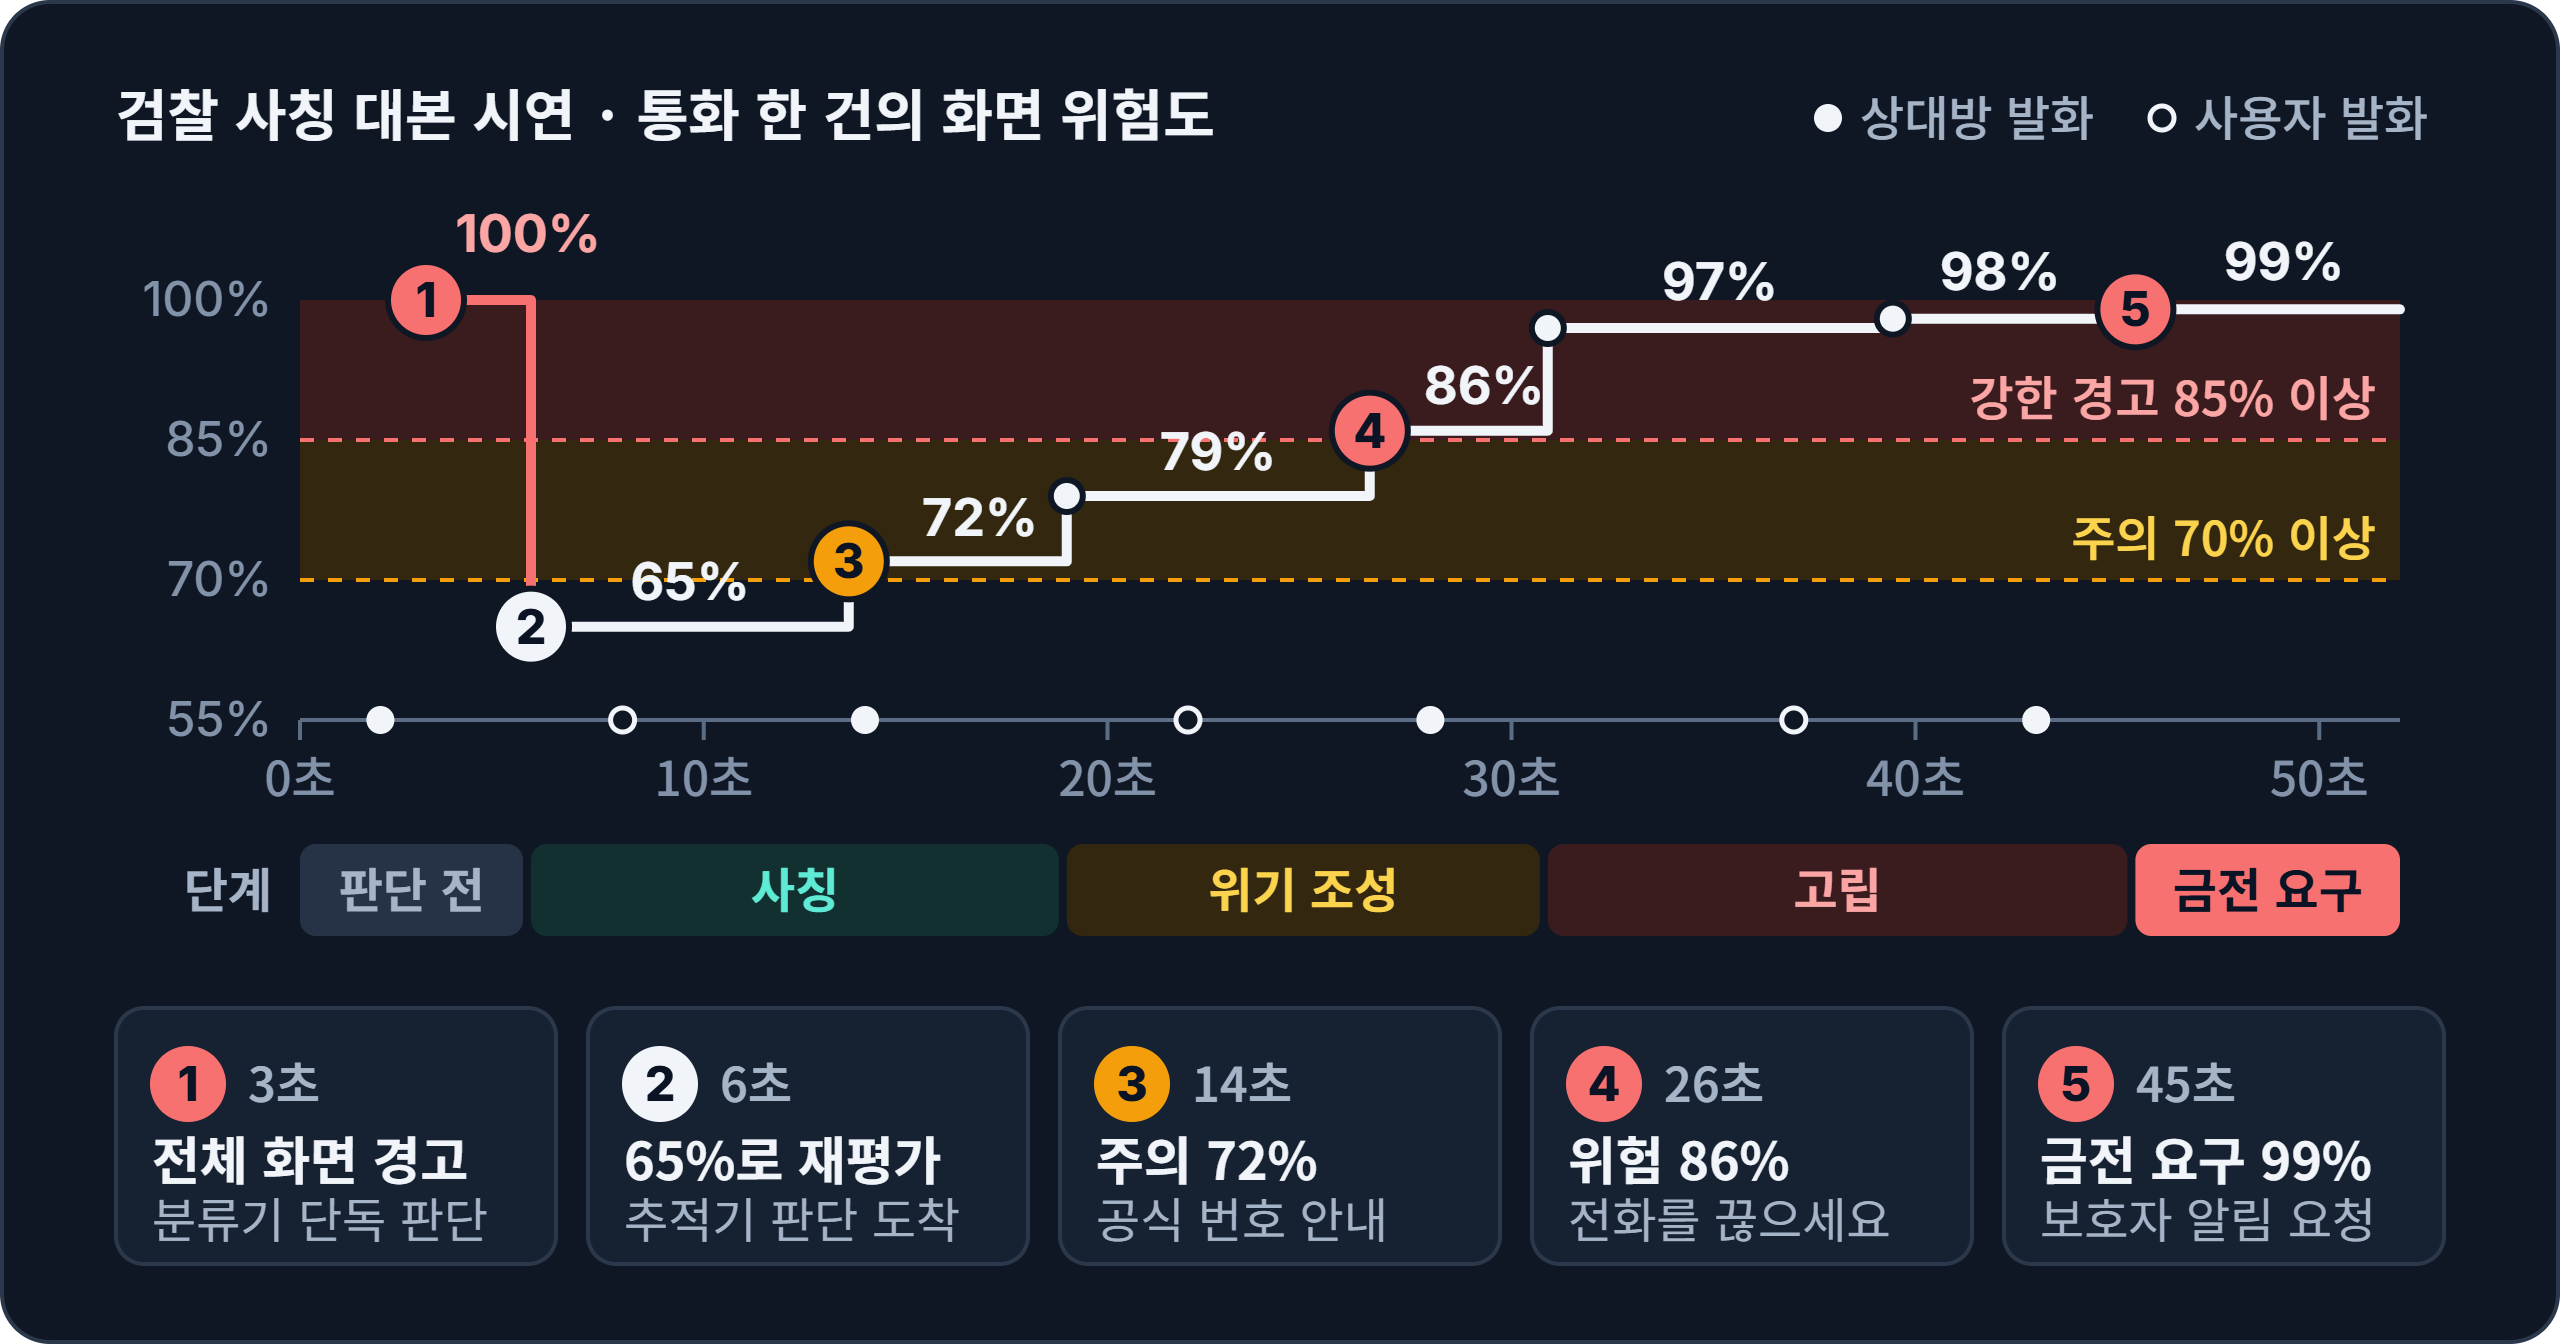 검찰 사칭 대본 시연 · 통화 한 건의 화면 위험도
상대방 발화
사용자 발화
100%
85%
70%
55%
100%
1
2
65%
3
72%
79%
4
86%
97%
98%
5
99%
강한 경고 85% 이상
주의 70% 이상
0초
10초
20초
30초
40초
50초
단계
판단 전
사칭
위기 조성
고립
금전 요구
1 3초
전체 화면 경고
분류기 단독 판단
2 6초
65%로 재평가
추적기 판단 도착
3 14초
주의 72%
공식 번호 안내
4 26초
위험 86%
전화를 끊으세요
5 45초
금전 요구 99%
보호자 알림 요청